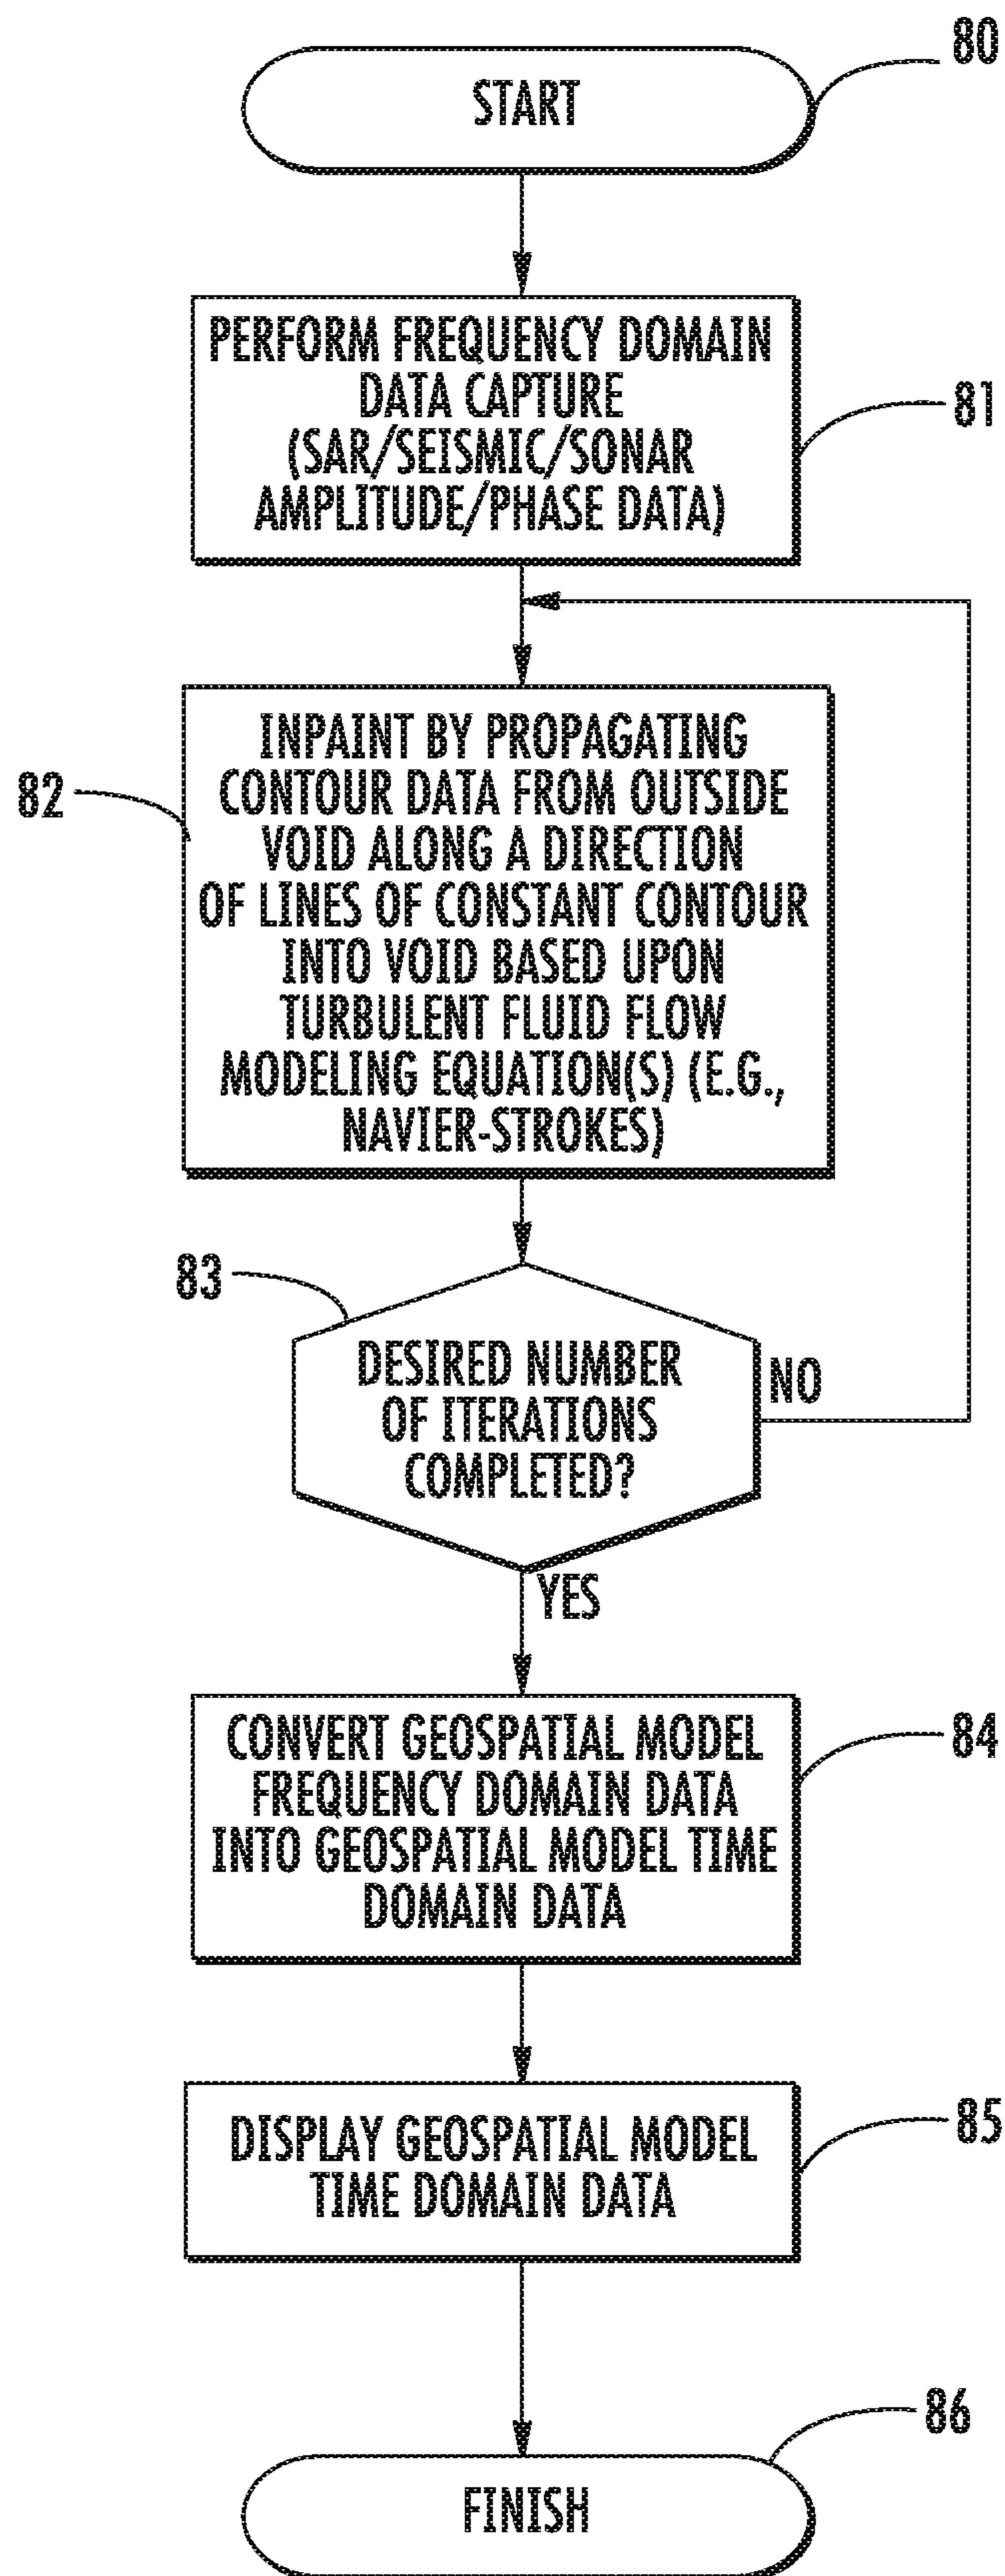 80
START
PERFORM FREQUENCY DOMAIN
DATA CAPTURE
(SAR/SEISMIC/SONAR
AMPLITUDE/PHASE DATA)
81
82
INPAINT BY PROPAGATING
CONTOUR DATA FROM OUTSIDE
VOID ALONG A DIRECTION
OF LINES OF CONSTANT CONTOUR
INTO VOID BASED UPON
TURBULENT FLUID FLOW
MODELING EQUATION(S) (E.G.,
NAVIER-STROKES)
83
DESIRED NUMBER
OF ITERATIONS
COMPLETED?
NO
YES
CONVERT GEOSPATIAL MODEL
FREQUENCY DOMAIN DATA
INTO GEOSPATIAL MODEL TIME
DOMAIN DATA
84
DISPLAY GEOSPATIAL MODEL
TIME DOMAIN DATA
85
86
FINISH